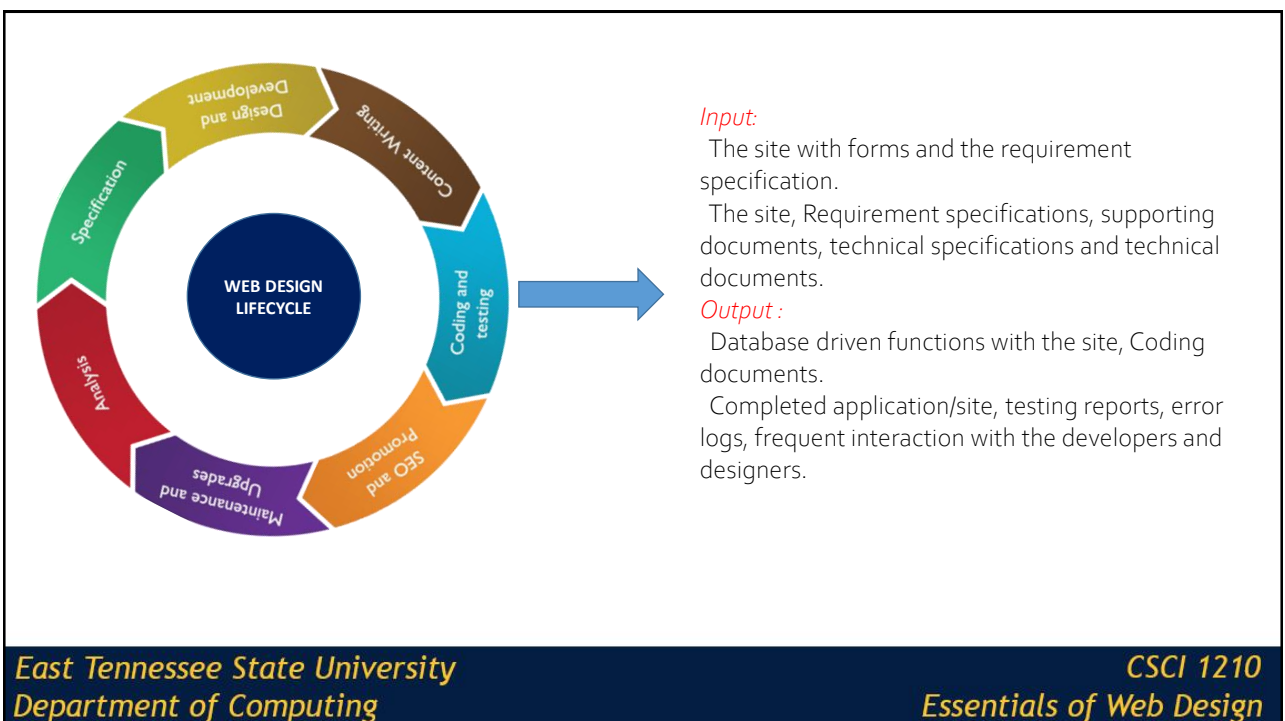 Design and
Development
Content Writing
Specification
Coding and
testing
WEB DESIGN
LIFECYCLE
Analysis
SEO and
Promotion
Maintenance and
Upgrades
Input:
The site with forms and the requirement
specification.
The site, Requirement specifications, supporting
documents, technical specifications and technical
documents.
Output :
Database driven functions with the site, Coding
documents.
Completed application/site, testing reports, error
logs, frequent interaction with the developers and
designers.
East Tennessee State University
Department of Computing
CSCI 1210
Essentials of Web Design